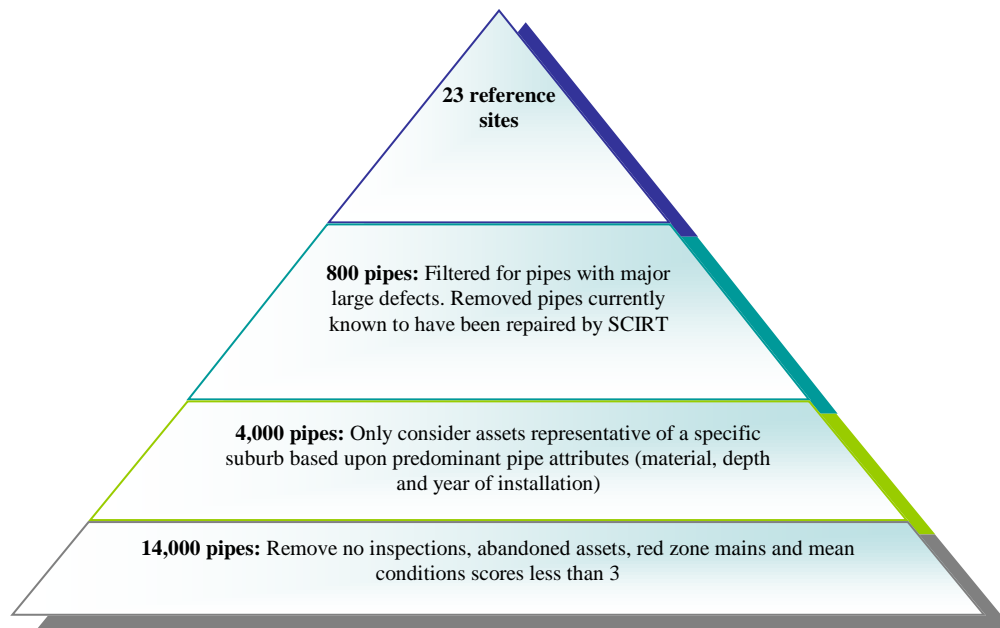 23 reference
sites
800 pipes: Filtered for pipes with major
large defects. Removed pipes currently
known to have been repaired by SCIRT
4,000 pipes: Only consider assets representative of a specific
suburb based upon predominant pipe attributes (material, depth
and year of installation)
14,000 pipes: Remove no inspections, abandoned assets, red zone mains and mean
conditions scores less than 3